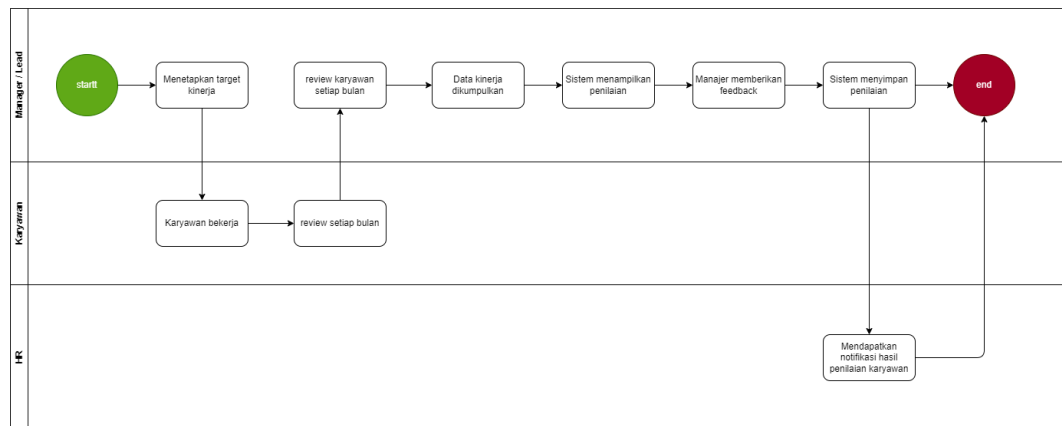 Manager / Lead
startt
Menetapkan target
kinerja
review karyawan
setiap bulan
Data kinerja
dikumpulkan
Sistem menampilkan
penilaian
Manajer memberikan
feedback
Sistem menyimpan
penilaian
end
Karyawan
Karyawan bekerja
review setiap bulan
HR
Mendapatkan
notifikasi hasil
penilaian karyawan